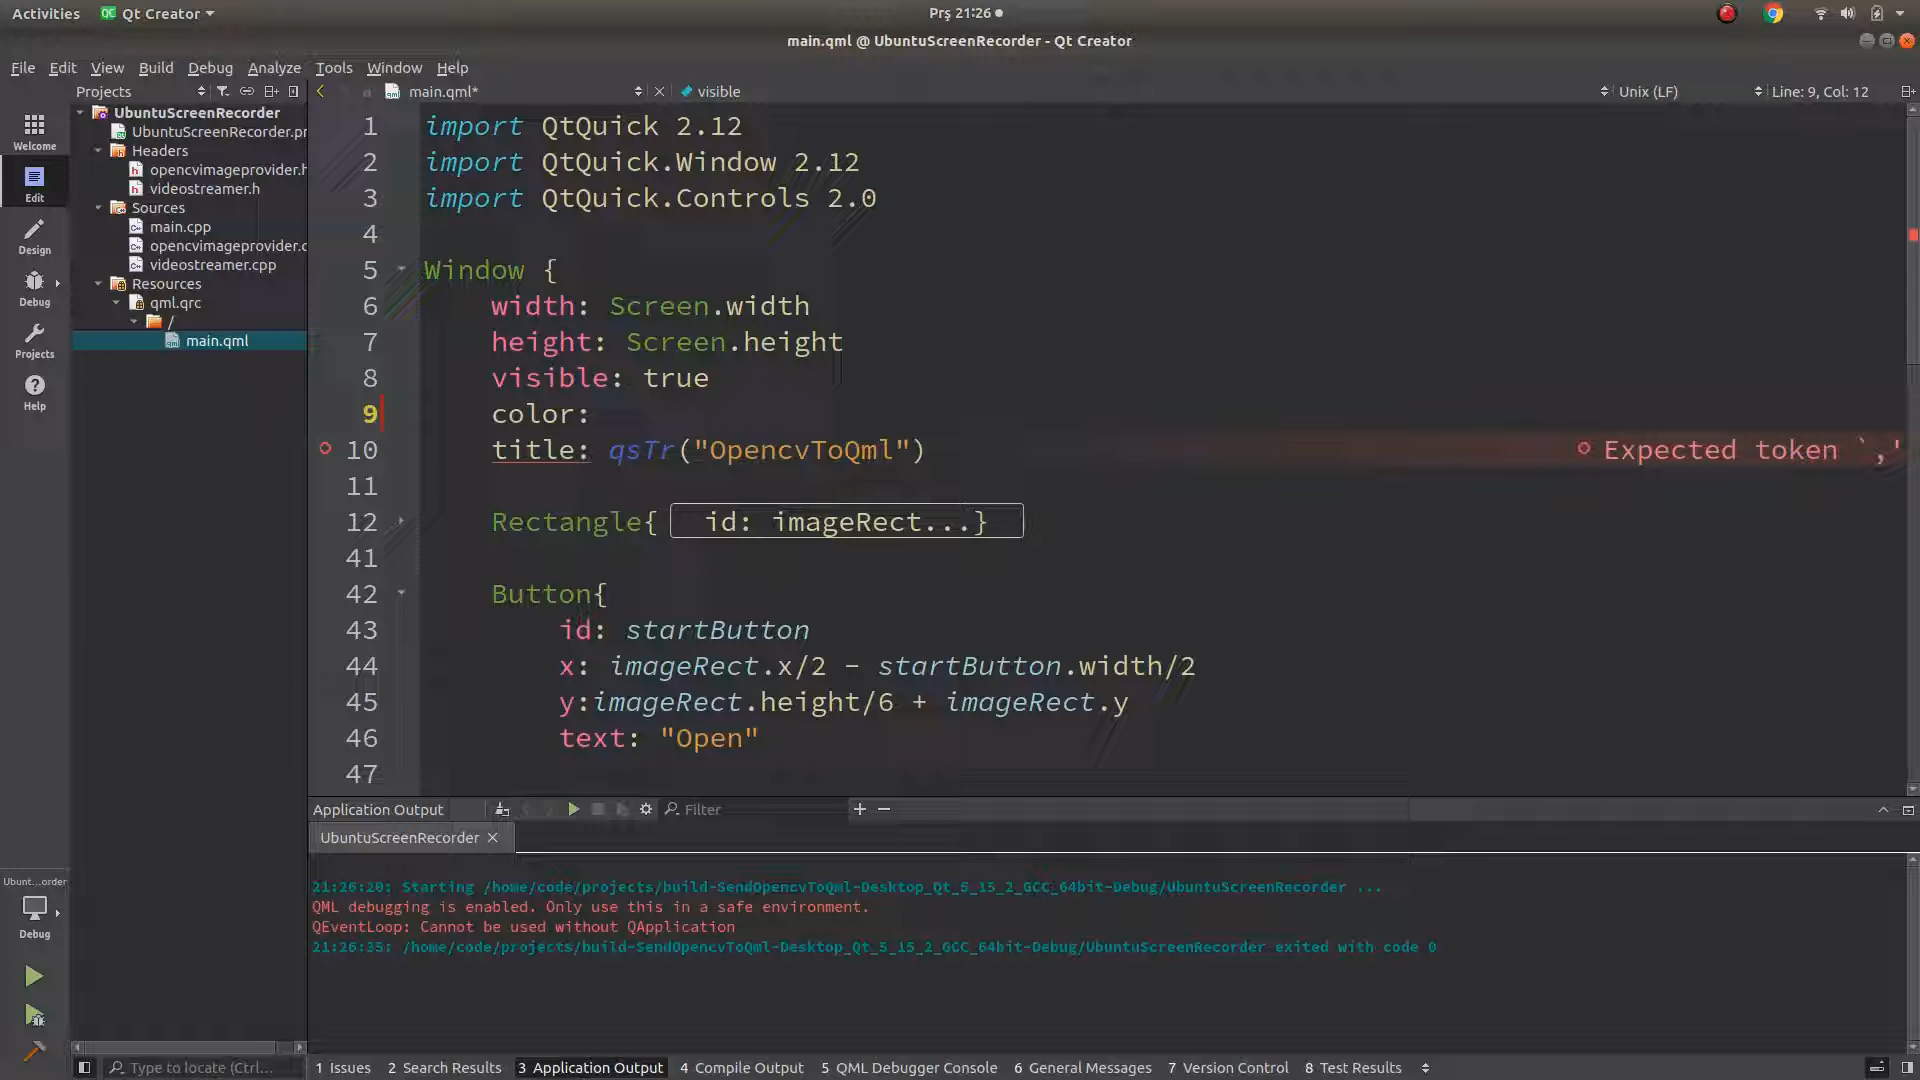 Activities Qt Creator Prş 21:26
main.qml @ UbuntuScreenRecorder - Qt Creator
File Edit View Build Debug Analyze Tools Window Help
Projects main.qml* visible Unix (LF) Line: 9, Col: 12
Welcome
Edit
Design
Debug
Projects
Help
UbuntuScreenRecorder
UbuntuScreenRecorder.pr
Headers
opencvimageprovider.h
videostreamer.h
Sources
main.cpp
opencvimageprovider.c
videostreamer.cpp
Resources
qml.qrc
/
main.qml
1 import QtQuick 2.12
2 import QtQuick.Window 2.12
3 import QtQuick.Controls 2.0
4
5 Window {
6 width: Screen.width
7 height: Screen.height
8 visible: true
9 color:
10 title: qsTr("OpencvToQml") Expected token `,'
11
12 Rectangle{ id: imageRect...}
41
42 Button{
43 id: startButton
44 x: imageRect.x/2 - startButton.width/2
45 y:imageRect.height/6 + imageRect.y
46 text: "Open"
47
Application Output Filter
UbuntuScreenRecorder
21:26:20: Starting /home/code/projects/build-SendOpencvToQml-Desktop_Qt_5_15_2_GCC_64bit-Debug/UbuntuScreenRecorder ...
QML debugging is enabled. Only use this in a safe environment.
QEventLoop: Cannot be used without QApplication
21:26:35: /home/code/projects/build-SendOpencvToQml-Desktop_Qt_5_15_2_GCC_64bit-Debug/UbuntuScreenRecorder exited with code 0
Ubunt...order
Debug
Type to locate (Ctrl... 1 Issues 2 Search Results 3 Application Output 4 Compile Output 5 QML Debugger Console 6 General Messages 7 Version Control 8 Test Results